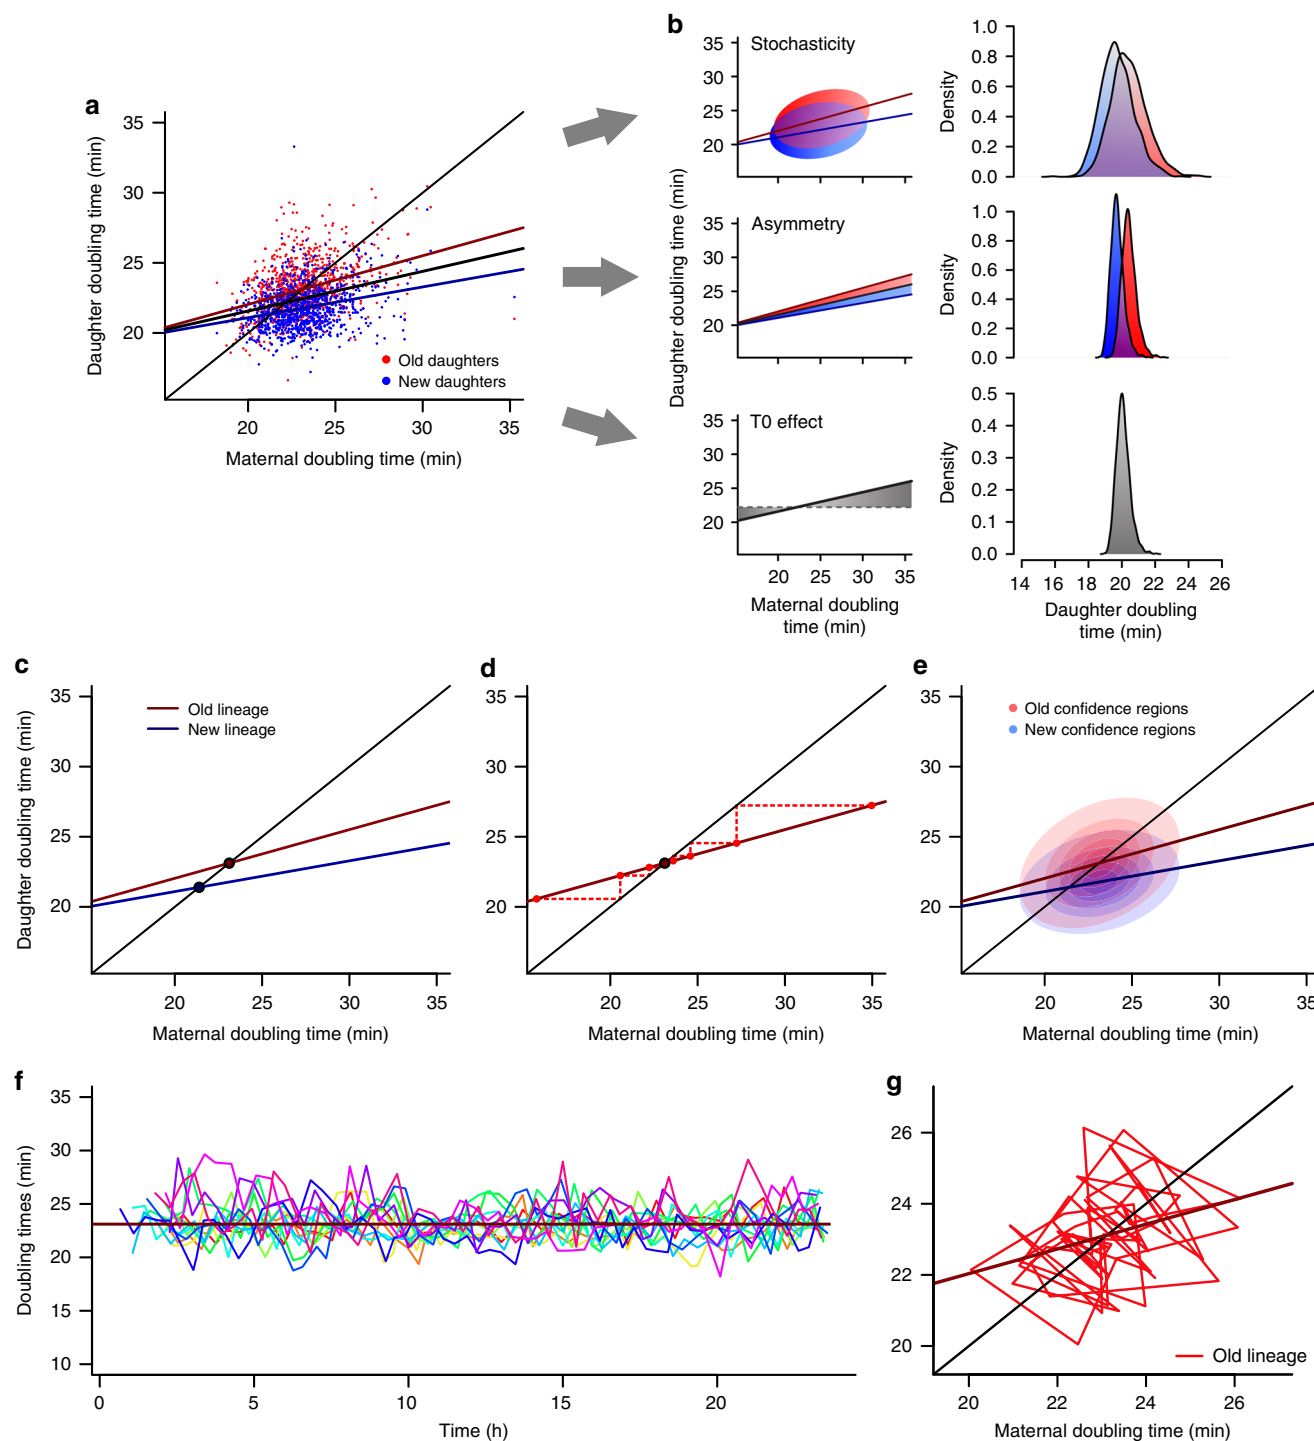 a
35
30
25
20
Daughter doubling time (min)
Old daughters
New daughters
20
25
30
35
Maternal doubling time (min)
b
Daughter doubling time (min)
35
30
25
20
Stochasticity
35
30
25
20
Asymmetry
35
30
25
20
T0 effect
20
25
30
35
Maternal doubling
time (min)
Density
1.0
0.8
0.6
0.4
0.2
0.0
Density
1.0
0.8
0.6
0.4
0.2
0.0
Density
0.5
0.4
0.3
0.2
0.1
0.0
14
16
18
20
22
24
26
Daughter doubling
time (min)
c
Daughter doubling time (min)
35
30
25
20
Old lineage
New lineage
20
25
30
35
Maternal doubling time (min)
d
35
30
25
20
20
25
30
35
Maternal doubling time (min)
e
35
30
25
20
Old confidence regions
New confidence regions
20
25
30
35
Maternal doubling time (min)
f
Doubling times (min)
35
30
25
20
15
10
0
5
10
15
20
Time (h)
g
26
24
22
20
Old lineage
20
22
24
26
Maternal doubling time (min)